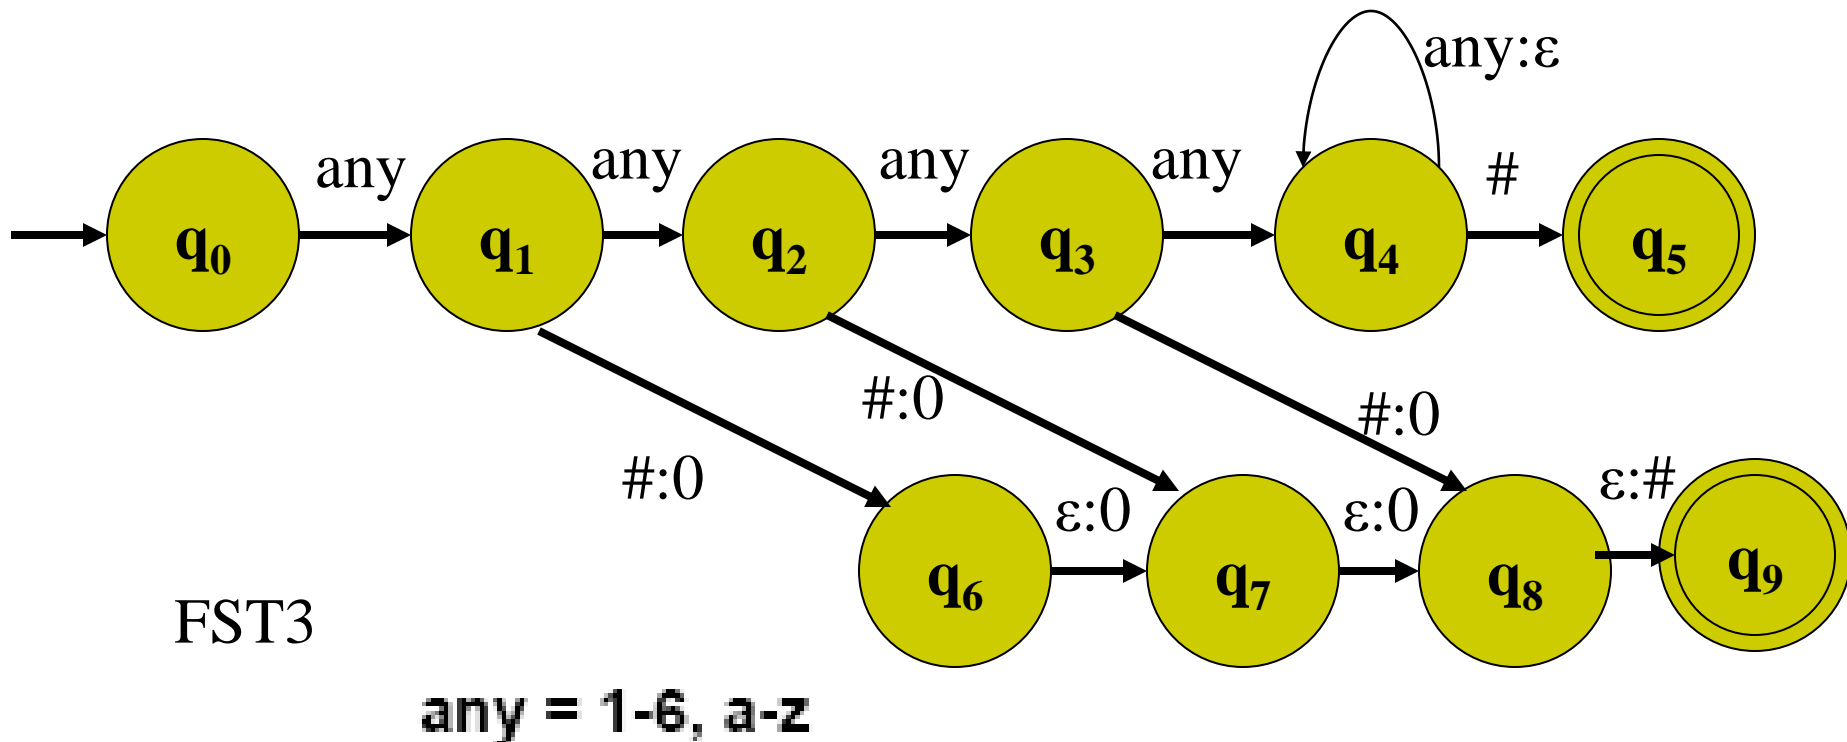 any:ε
any
any
any
any
#
q0
q1
q2
q3
q4
q5
#:0
#:0
#:0
ε:0
ε:0
ε:#
q6
q7
q8
q9
FST3
any = 1-6, a-z